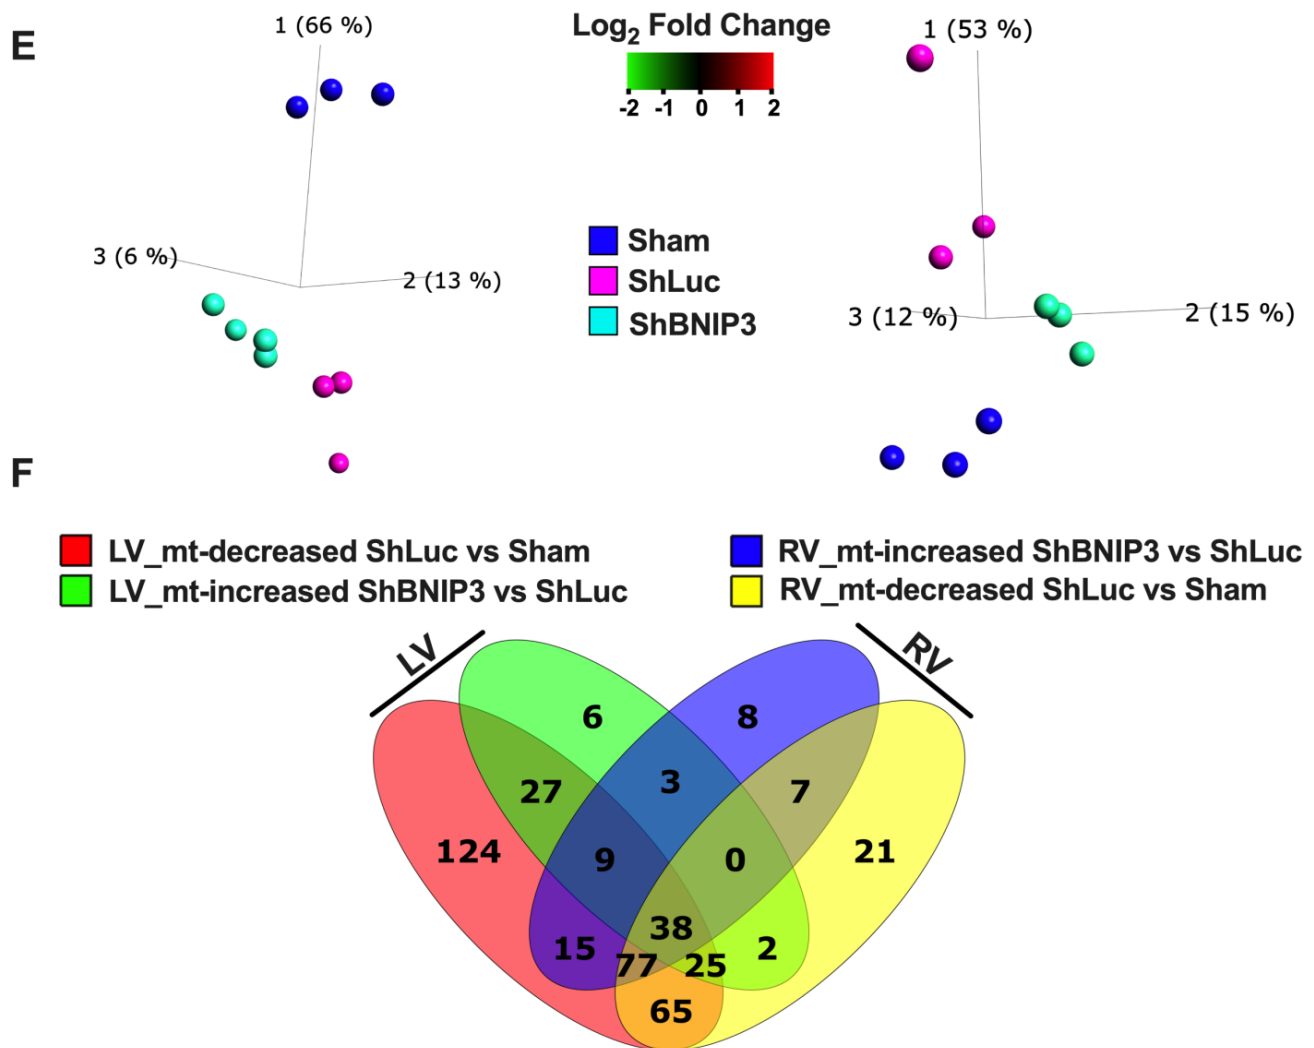 E
1 (66 %)
3 (6 %)
2 (13 %)
Log2 Fold Change
-2 -1 0 1 2
Sham
ShLuc
ShBNIP3
1 (53 %)
3 (12 %)
2 (15 %)
F
LV_mt-decreased ShLuc vs Sham
LV_mt-increased ShBNIP3 vs ShLuc
RV_mt-increased ShBNIP3 vs ShLuc
RV_mt-decreased ShLuc vs Sham
LV
RV
6
8
27
3
7
124
9
0
21
38
15
77
25
2
65